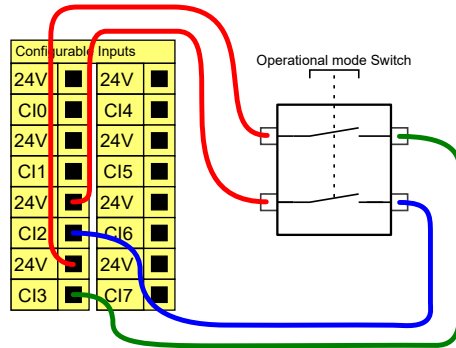 Configurable Inputs
Operational mode Switch
24V 24V
CI0 CI4
24V 24V
CI1 CI5
24V 24V
CI2 CI6
24V 24V
CI3 CI7